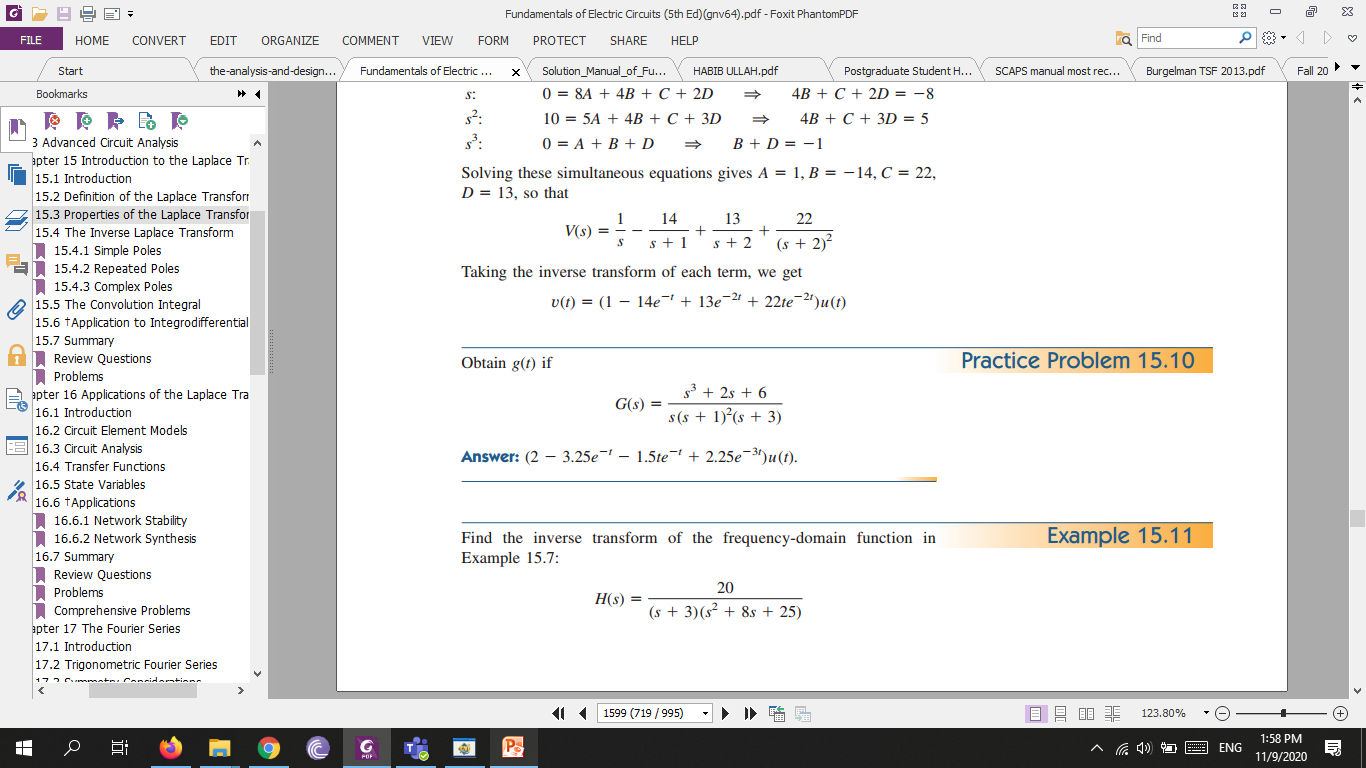 Fundamentals of Electric Circuits (5th Ed)(gnv64).pdf - Foxit PhantomPDF
FILE HOME CONVERT EDIT ORGANIZE COMMENT VIEW FORM PROTECT SHARE HELP Find
Start the-analysis-and-design... Fundamentals of Electric ... Solution_Manual_of_Fu... HABIB ULLAH.pdf Postgraduate Student H... SCAPS manual most rec... Burgelman TSF 2013.pdf Fall 20
Bookmarks
3 Advanced Circuit Analysis
apter 15 Introduction to the Laplace Tr
15.1 Introduction
15.2 Definition of the Laplace Transfor
15.3 Properties of the Laplace Transfor
15.4 The Inverse Laplace Transform
15.4.1 Simple Poles
15.4.2 Repeated Poles
15.4.3 Complex Poles
15.5 The Convolution Integral
15.6 †Application to Integrodifferential
15.7 Summary
Review Questions
Problems
apter 16 Applications of the Laplace Tra
16.1 Introduction
16.2 Circuit Element Models
16.3 Circuit Analysis
16.4 Transfer Functions
16.5 State Variables
16.6 †Applications
16.6.1 Network Stability
16.6.2 Network Synthesis
16.7 Summary
Review Questions
Problems
Comprehensive Problems
apter 17 The Fourier Series
17.1 Introduction
17.2 Trigonometric Fourier Series
17.3 Symmetry Considerations
s: 0 = 8A + 4B + C + 2D ⇒ 4B + C + 2D = −8
s²: 10 = 5A + 4B + C + 3D ⇒ 4B + C + 3D = 5
s³: 0 = A + B + D ⇒ B + D = −1
Solving these simultaneous equations gives A = 1, B = −14, C = 22,
D = 13, so that
V(s) = 1/s − 14/(s + 1) + 13/(s + 2) + 22/(s + 2)²
Taking the inverse transform of each term, we get
v(t) = (1 − 14e⁻ᵗ + 13e⁻²ᵗ + 22te⁻²ᵗ)u(t)
Practice Problem 15.10
Obtain g(t) if
G(s) = (s³ + 2s + 6)/(s(s + 1)²(s + 3))
Answer: (2 − 3.25e⁻ᵗ − 1.5te⁻ᵗ + 2.25e⁻³ᵗ)u(t).
Example 15.11
Find the inverse transform of the frequency-domain function in
Example 15.7:
H(s) = 20/((s + 3)(s² + 8s + 25))
1599 (719 / 995) 123.80%
ENG 1:58 PM
11/9/2020